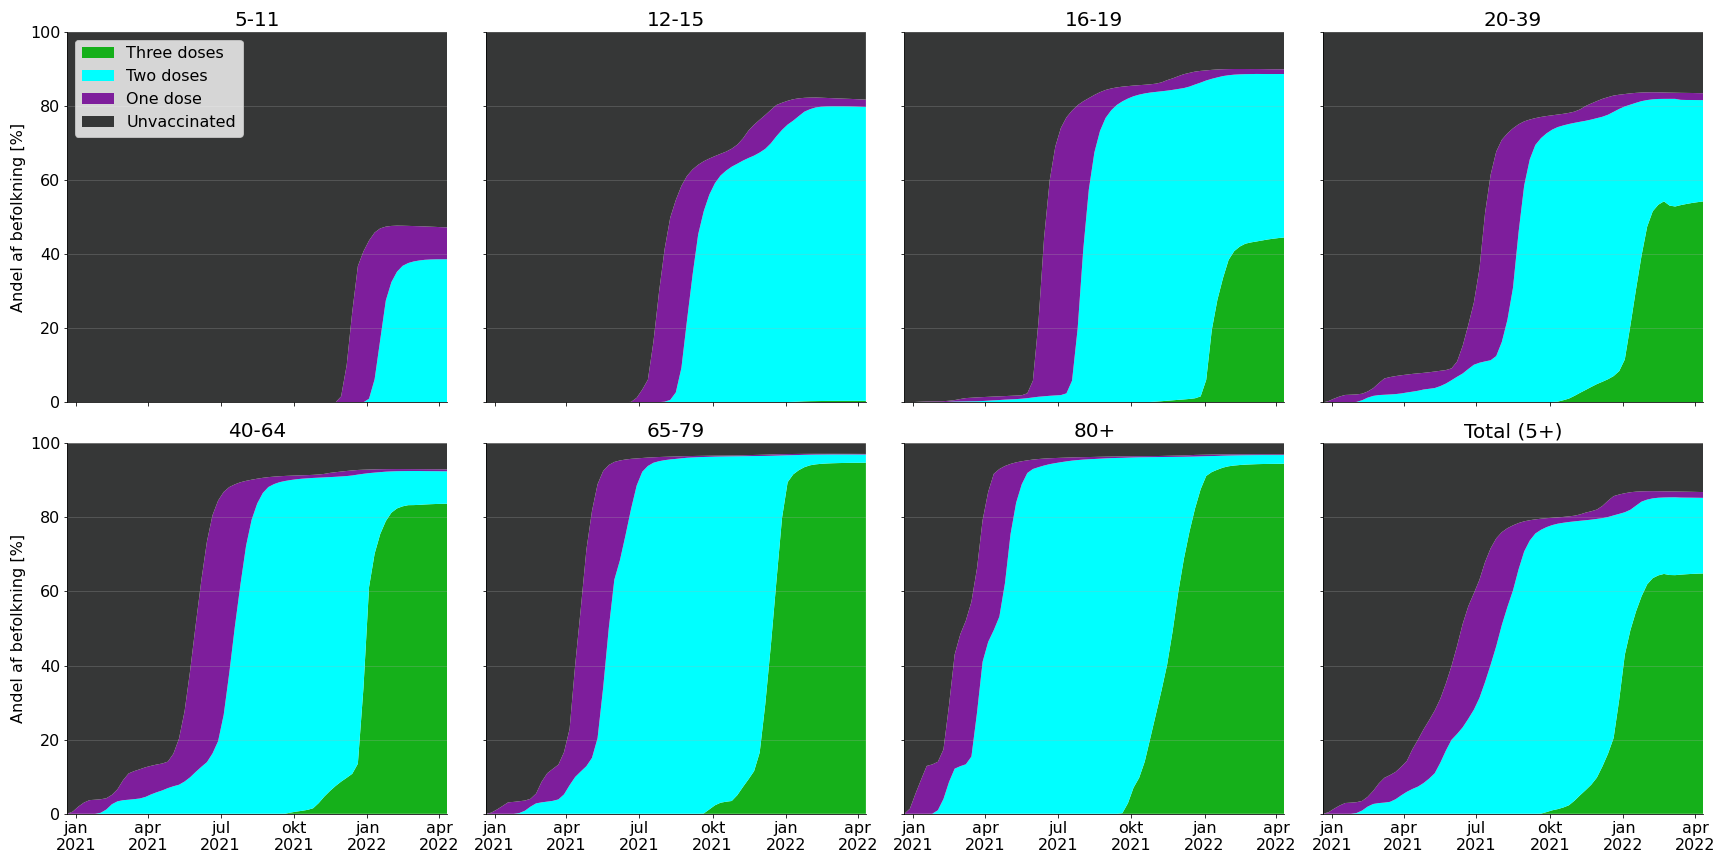 5-11
12-15
16-19
20-39
Andel af befolkning [%]
100
80
60
40
20
0
Three doses
Two doses
One dose
Unvaccinated
40-64
65-79
80+
Total (5+)
Andel af befolkning [%]
100
80
60
40
20
0
jan 2021
apr 2021
jul 2021
okt 2021
jan 2022
apr 2022
jan 2021
apr 2021
jul 2021
okt 2021
jan 2022
apr 2022
jan 2021
apr 2021
jul 2021
okt 2021
jan 2022
apr 2022
jan 2021
apr 2021
jul 2021
okt 2021
jan 2022
apr 2022